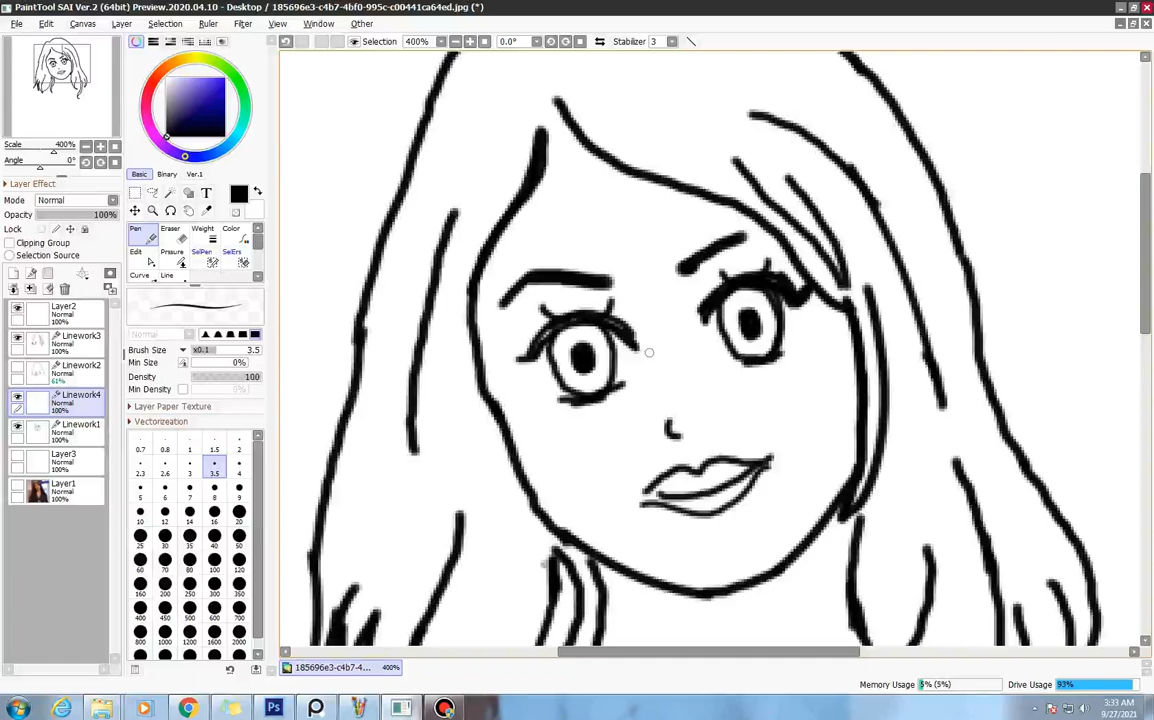 PaintTool SAI Ver.2 (64bit) Preview.2020.04.10 - Desktop / 185696e3-c4b7-4bf0-995c-c00441ca64ed.jpg (*)
File Edit Canvas Layer Selection Ruler Filter View Window Other
Selection 400% 0.0° Stabilizer 3
Scale 400%
Angle 0°
Layer Effect
Mode Normal
Opacity 100%
Lock
Clipping Group
Selection Source
Layer2
Normal
100%
Linework3
Normal
100%
Linework2
Normal
61%
Linework4
Normal
100%
Linework1
Normal
100%
Layer3
Normal
100%
Layer1
Normal
100%
Basic Binary Ver.1
T
Pen Eraser Weight Color
Edit Prssure SelPen SelErs
Curve Line
Normal
Brush Size x0.1 3.5
Min Size 0%
Density 100
Min Density 0%
Layer Paper Texture
Vectorization
0.7 0.8 1 1.5 2
2.3 2.6 3 3.5 4
5 6 7 8 9
10 12 14 16 20
25 30 35 40 50
60 70 80 100 120
160 200 250 300 350
400 450 500 600 700
800 1000 1200 1600 2000
185696e3-c4b7-4... 400%
Memory Usage 5% (5%) Drive Usage 93%
Ps
3:33 AM
9/27/2021